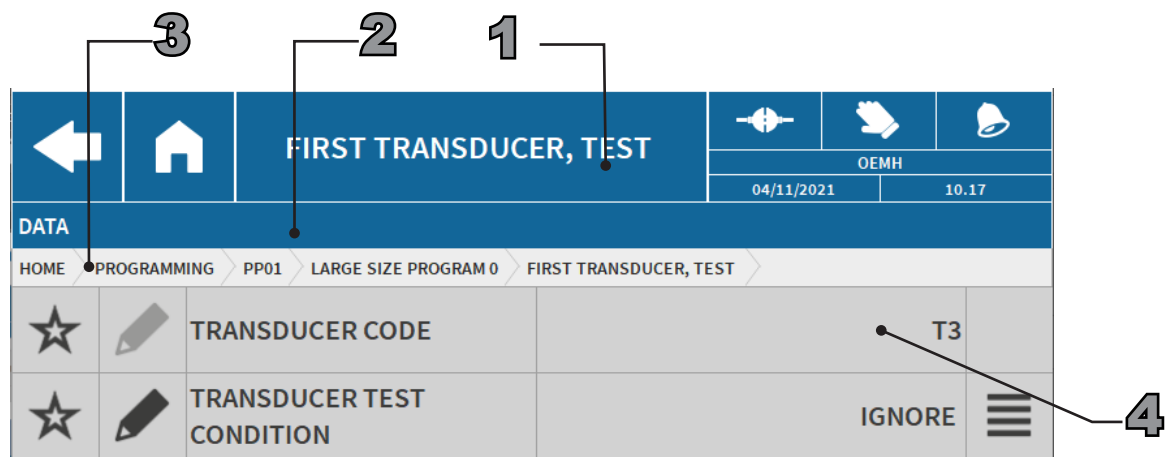 3 2 1
FIRST TRANSDUCER, TEST
OEMH
04/11/2021 10.17
DATA
HOME PROGRAMMING PP01 LARGE SIZE PROGRAM 0 FIRST TRANSDUCER, TEST
TRANSDUCER CODE T3
TRANSDUCER TEST
CONDITION IGNORE
4